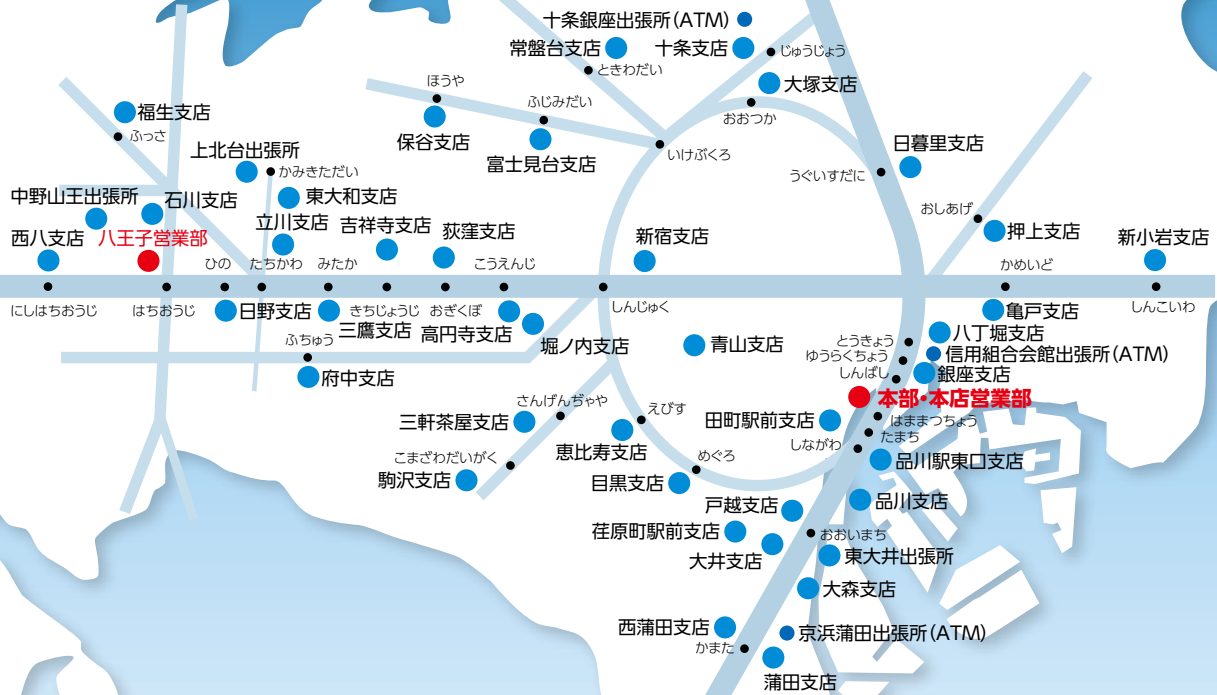 十条銀座出張所(ATM)
常盤台支店
十条支店
じゅうじょう
ときわだい
大塚支店
ほうや
ふじみだい
おおつか
福生支店
ふっさ
保谷支店
富士見台支店
いけぶくろ
日暮里支店
うぐいすだに
上北台出張所
かみきただい
中野山王出張所
石川支店
東大和支店
立川支店
吉祥寺支店
荻窪支店
おしあげ
押上支店
西八支店
八王子営業部
新宿支店
新小岩支店
ひの
たちかわ
みたか
こうえんじ
かめいど
にしはちおうじ
はちおうじ
日野支店
きちじょうじ
おぎくぼ
しんじゅく
亀戸支店
しんこいわ
三鷹支店
高円寺支店
堀ノ内支店
ふちゅう
府中支店
青山支店
とうきょう
八丁堀支店
ゆうらくちょう
信用組合会館出張所(ATM)
しんばし
銀座支店
本部・本店営業部
さんげんぢゃや
三軒茶屋支店
えびす
恵比寿支店
田町駅前支店
はままつちょう
たまち
しながわ
こまざわだいがく
駒沢支店
めぐろ
目黒支店
品川駅東口支店
戸越支店
品川支店
荏原町駅前支店
おおいまち
大井支店
東大井出張所
大森支店
西蒲田支店
かまた
京浜蒲田出張所(ATM)
蒲田支店